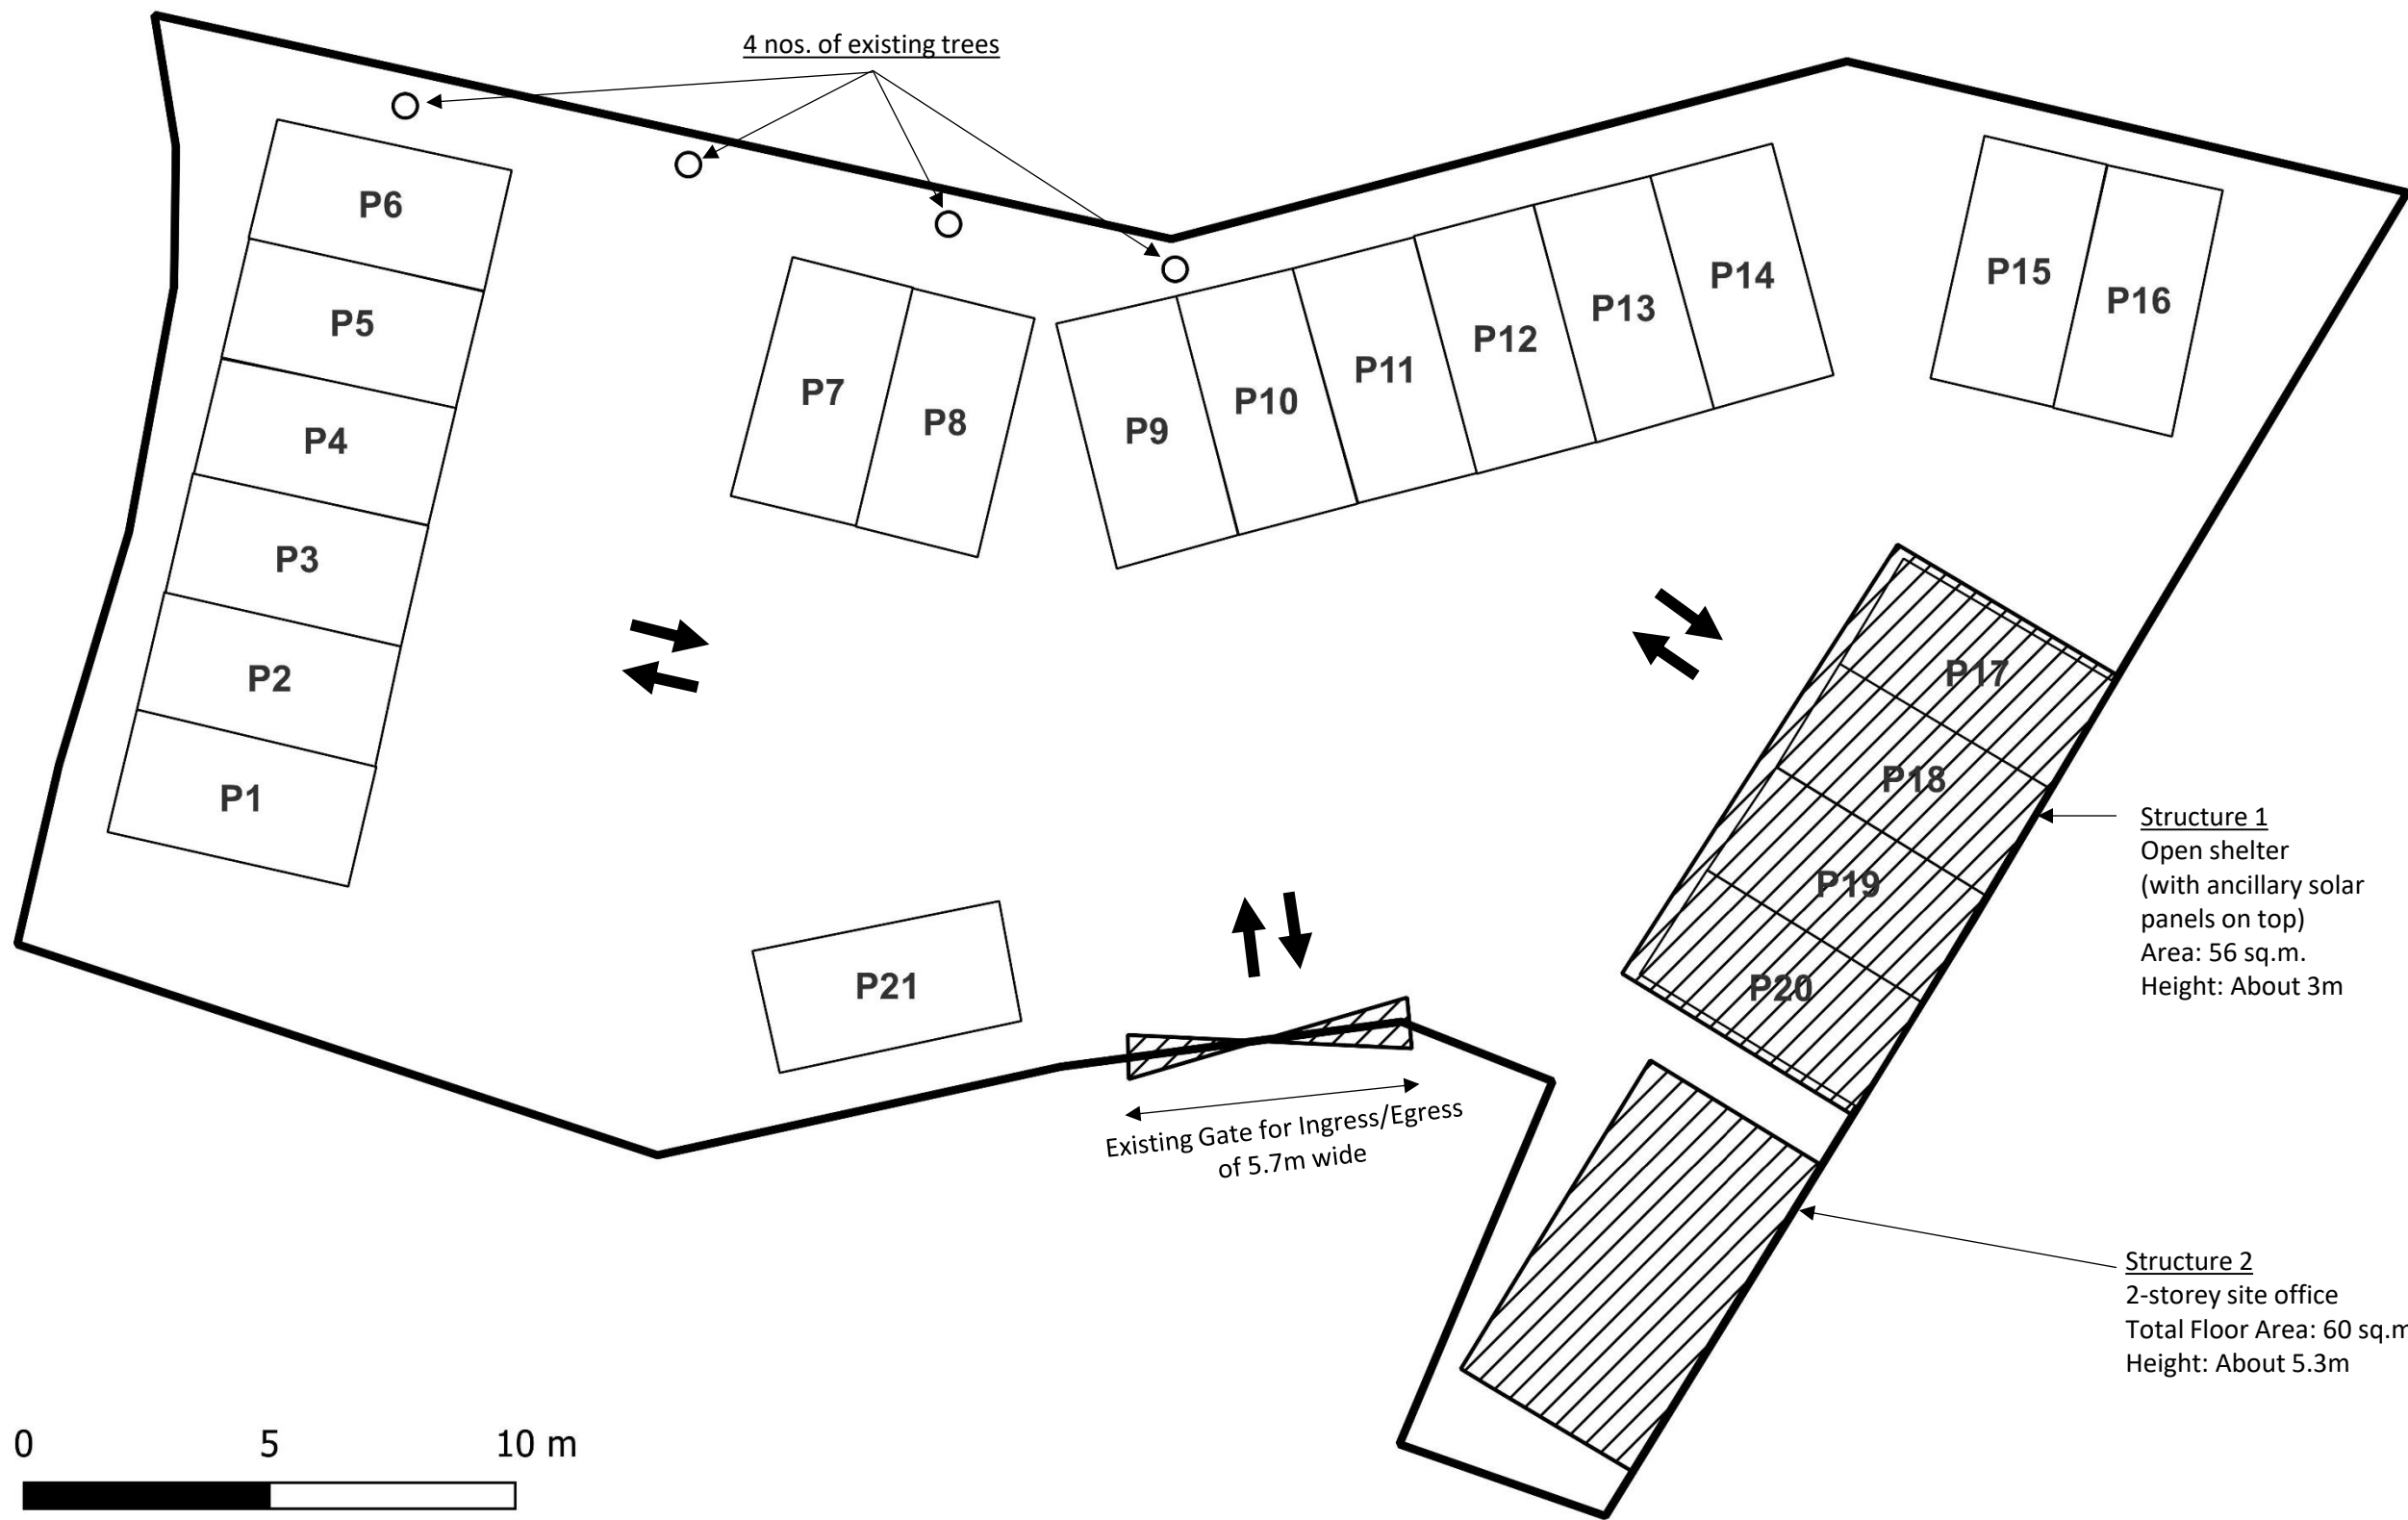 4 nos. of existing trees
P6
P5
P4
P3
P2
P1
P7
P8
P9
P10
P11
P12
P13
P14
P15
P16
P17
P18
P19
P20
P21
Structure 1
Open shelter
(with ancillary solar
panels on top)
Area: 56 sq.m.
Height: About 3m
Existing Gate for Ingress/Egress
of 5.7m wide
Structure 2
2-storey site office
Total Floor Area: 60 sq.m
Height: About 5.3m
0 5 10 m